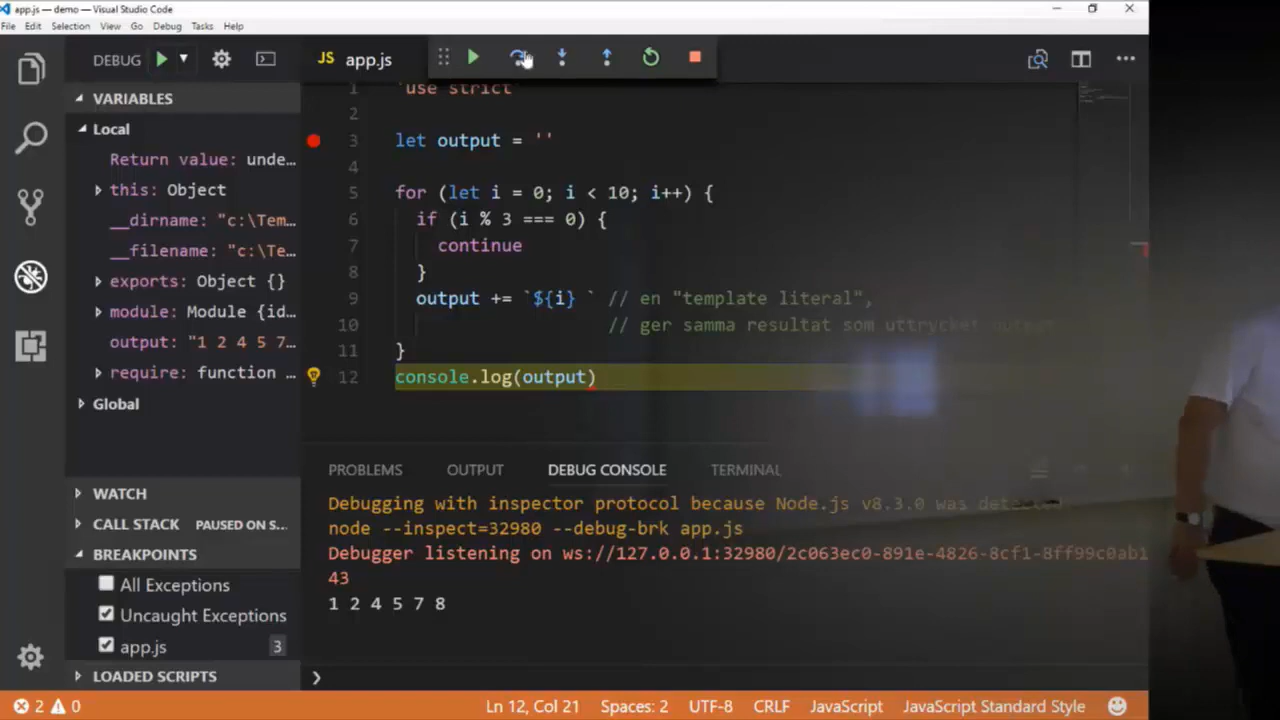 app.js — demo — Visual Studio Code
File Edit Selection View Go Debug Tasks Help
DEBUG
JS app.js
VARIABLES
Local
Return value: unde…
this: Object
__dirname: "c:\Tem…
__filename: "c:\Te…
exports: Object {}
module: Module {id…
output: "1 2 4 5 7…
require: function …
Global
WATCH
CALL STACK PAUSED ON S…
BREAKPOINTS
All Exceptions
Uncaught Exceptions
app.js 3
LOADED SCRIPTS
1 'use strict
2
3 let output = ''
4
5 for (let i = 0; i < 10; i++) {
6 if (i % 3 === 0) {
7 continue
8 }
9 output += `${i} ` // en "template literal",
10 // ger samma resultat som uttrycket
11 }
12 console.log(output)
PROBLEMS OUTPUT DEBUG CONSOLE TERMINAL
Debugging with inspector protocol because Node.js v8.3.0 was detected.
node --inspect=32980 --debug-brk app.js
Debugger listening on ws://127.0.0.1:32980/2c063ec0-891e-4826-8cf1-8ff99c0ab1
43
1 2 4 5 7 8
2 0 Ln 12, Col 21 Spaces: 2 UTF-8 CRLF JavaScript JavaScript Standard Style